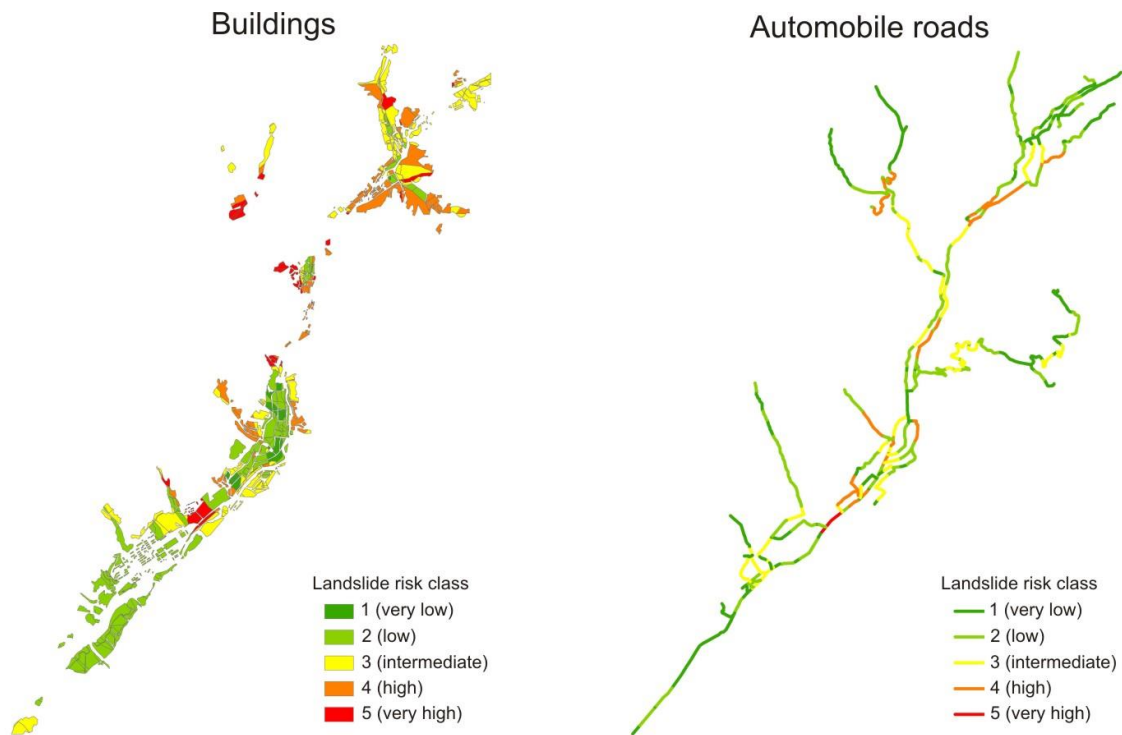 Buildings
Landslide risk class
1 (very low)
2 (low)
3 (intermediate)
4 (high)
5 (very high)
Automobile roads
Landslide risk class
1 (very low)
2 (low)
3 (intermediate)
4 (high)
5 (very high)